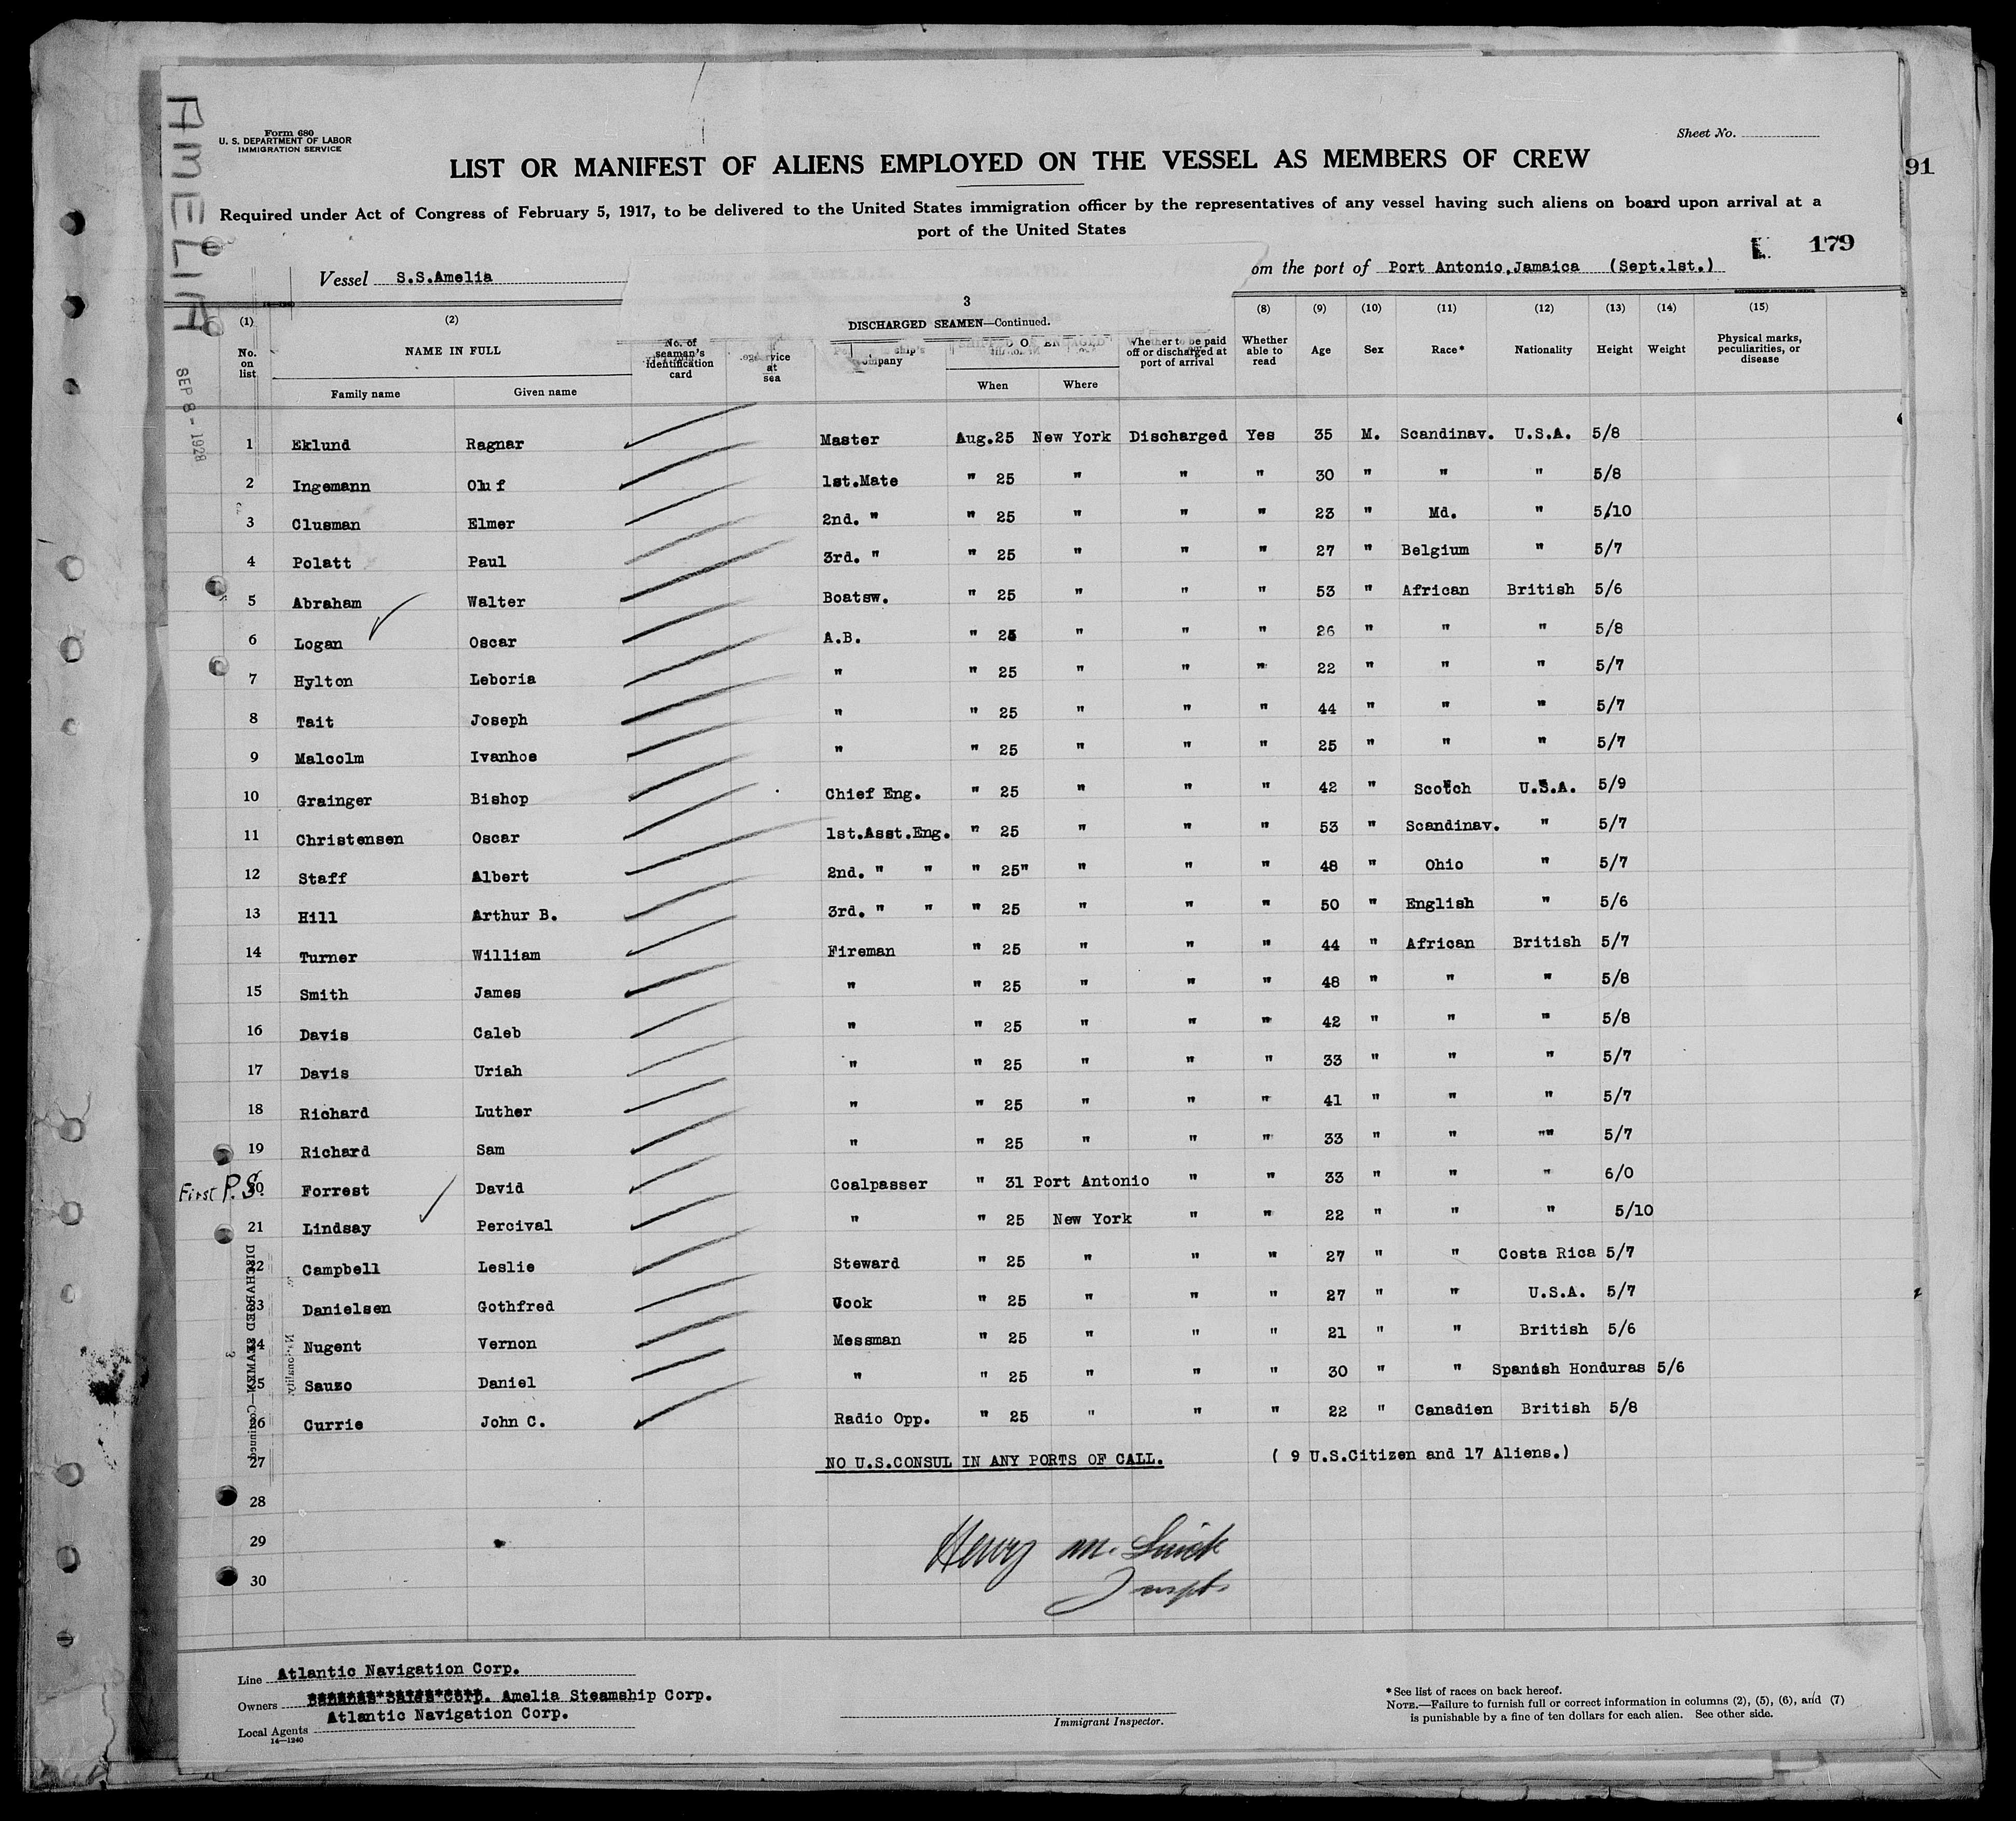 AMELIA
Form 680
U. S. DEPARTMENT OF LABOR
IMMIGRATION SERVICE
Sheet No.
LIST OR MANIFEST OF ALIENS EMPLOYED ON THE VESSEL AS MEMBERS OF CREW
91
Required under Act of Congress of February 5, 1917, to be delivered to the United States immigration officer by the representatives of any vessel having such aliens on board upon arrival at a
port of the United States
179
Vessel S.S.Amelia
om the port of Port Antonio,Jamaica (Sept.1st.)
3
DISCHARGED SEAMEN—Continued.
(1) (2) (8) (9) (10) (11) (12) (13) (14) (15)
No. on list NAME IN FULL Family name Given name No. of seaman's identification card service at sea ship's company When Where Whether to be paid off or discharged at port of arrival Whether able to read Age Sex Race* Nationality Height Weight Physical marks, peculiarities, or disease
SEP 8 - 1928
1 Eklund Ragnar Master Aug.25 New York Discharged Yes 35 M. Scandinav. U.S.A. 5/8
2 Ingemann Oluf 1st.Mate " 25 " " " 30 " " " 5/8
3 Clusman Elmer 2nd. " " 25 " " " 23 " Md. " 5/10
4 Polatt Paul 3rd. " " 25 " " " 27 " Belgium " 5/7
5 Abraham Walter Boatsw. " 25 " " " 53 " African British 5/6
6 Logan Oscar A.B. " 25 " " " 26 " " " 5/8
7 Hylton Leboria " " 25 " " " 22 " " " 5/7
8 Tait Joseph " " 25 " " " 44 " " " 5/7
9 Malcolm Ivanhoe " " 25 " " " 25 " " " 5/7
10 Grainger Bishop Chief Eng. " 25 " " " 42 " Scotch U.S.A. 5/9
11 Christensen Oscar 1st.Asst.Eng. " 25 " " " 53 " Scandinav. " 5/7
12 Staff Albert 2nd. " " " 25" " " " 48 " Ohio " 5/7
13 Hill Arthur B. 3rd. " " " 25 " " " 50 " English " 5/6
14 Turner William Fireman " 25 " " " 44 " African British 5/7
15 Smith James " " 25 " " " 48 " " " 5/8
16 Davis Caleb " " 25 " " " 42 " " " 5/8
17 Davis Uriah " " 25 " " " 33 " " " 5/7
18 Richard Luther " " 25 " " " 41 " " " 5/7
19 Richard Sam " " 25 " " " 33 " " "" 5/7
First P.S. 20 Forrest David Coalpasser " 31 Port Antonio " " 33 " " " 6/0
21 Lindsay Percival " " 25 New York " " 22 " " " 5/10
22 Campbell Leslie Steward " 25 " " " 27 " " Costa Rica 5/7
23 Danielsen Gothfred Cook " 25 " " " 27 " " U.S.A. 5/7
24 Nugent Vernon Messman " 25 " " " 21 " " British 5/6
25 Sauzo Daniel " " 25 " " " 30 " " Spanish Honduras 5/6
26 Currie John C. Radio Opp. " 25 " " " 22 " Canadien British 5/8
27 NO U.S.CONSUL IN ANY PORTS OF CALL. ( 9 U.S.Citizen and 17 Aliens.)
28
29
30
DISCHARGED SEAMEN—Continued.
3
Nationality
Henry M.
Line Atlantic Navigation Corp.
Owners Amelia Steamship Corp.
Local Agents Atlantic Navigation Corp.
14—1240
Immigrant Inspector.
* See list of races on back hereof.
NOTE.—Failure to furnish full or correct information in columns (2), (5), (6), and (7)
is punishable by a fine of ten dollars for each alien. See other side.